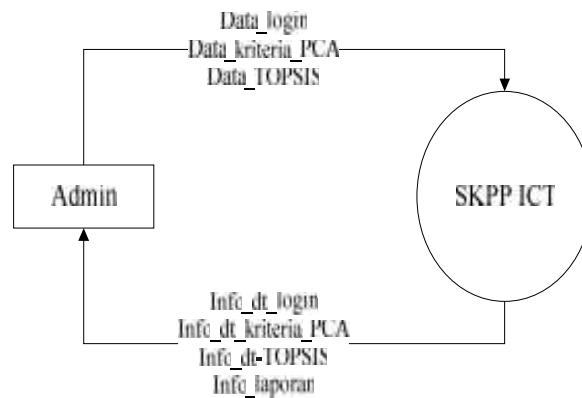 Data_login
Data_kriteria_PCA
Data_TOPSIS
Admin
SKPP ICT
Info_dt_login
Info_dt_kriteria_PCA
Info_dt-TOPSIS
Info_laporan